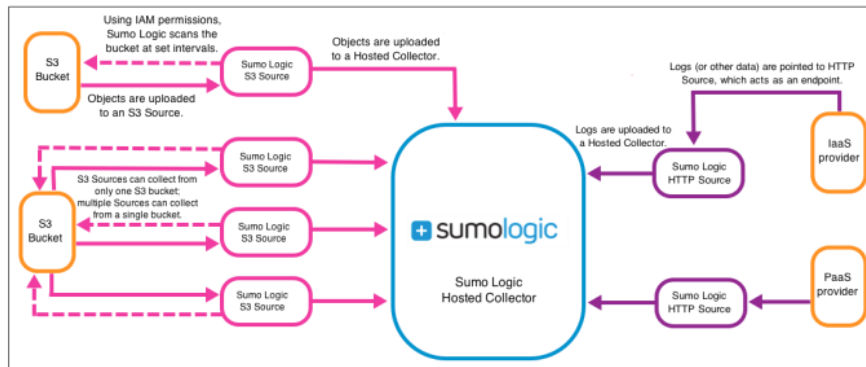 Using IAM permissions,
Sumo Logic scans the
bucket at set intervals.
S3
Bucket
Sumo Logic
S3 Source
Objects are uploaded
to an S3 Source.
Objects are uploaded
to a Hosted Collector.
Logs (or other data) are pointed to HTTP
Source, which acts as an endpoint.
Logs are uploaded to
a Hosted Collector.
Sumo Logic
HTTP Source
IaaS
provider
Sumo Logic
S3 Source
S3 Sources can collect from
only one S3 bucket;
multiple Sources can collect
from a single bucket.
S3
Bucket
Sumo Logic
S3 Source
Sumo Logic
S3 Source
sumologic
Sumo Logic
Hosted Collector
Sumo Logic
HTTP Source
PaaS
provider